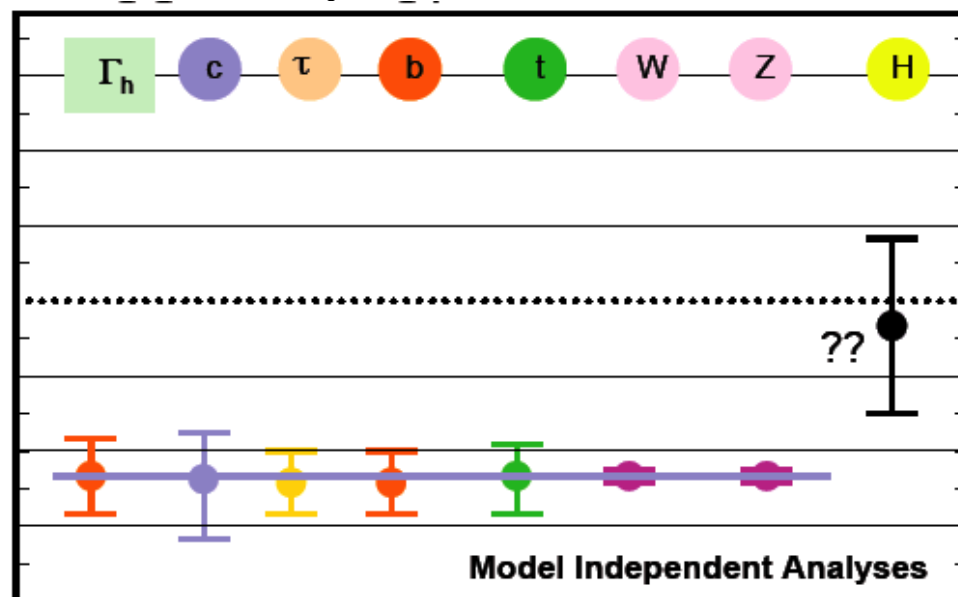 Γh c τ b t W Z H
??
Model Independent Analyses